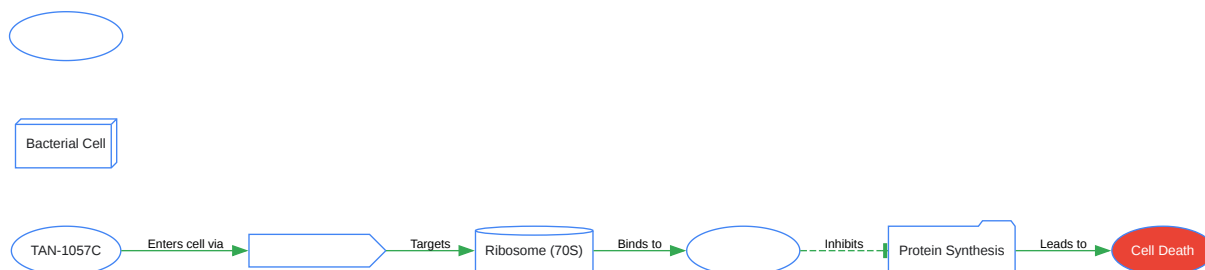 Bacterial Cell
TAN-1057C
Enters cell via
Targets
Ribosome (70S)
Binds to
Inhibits
Protein Synthesis
Leads to
Cell Death